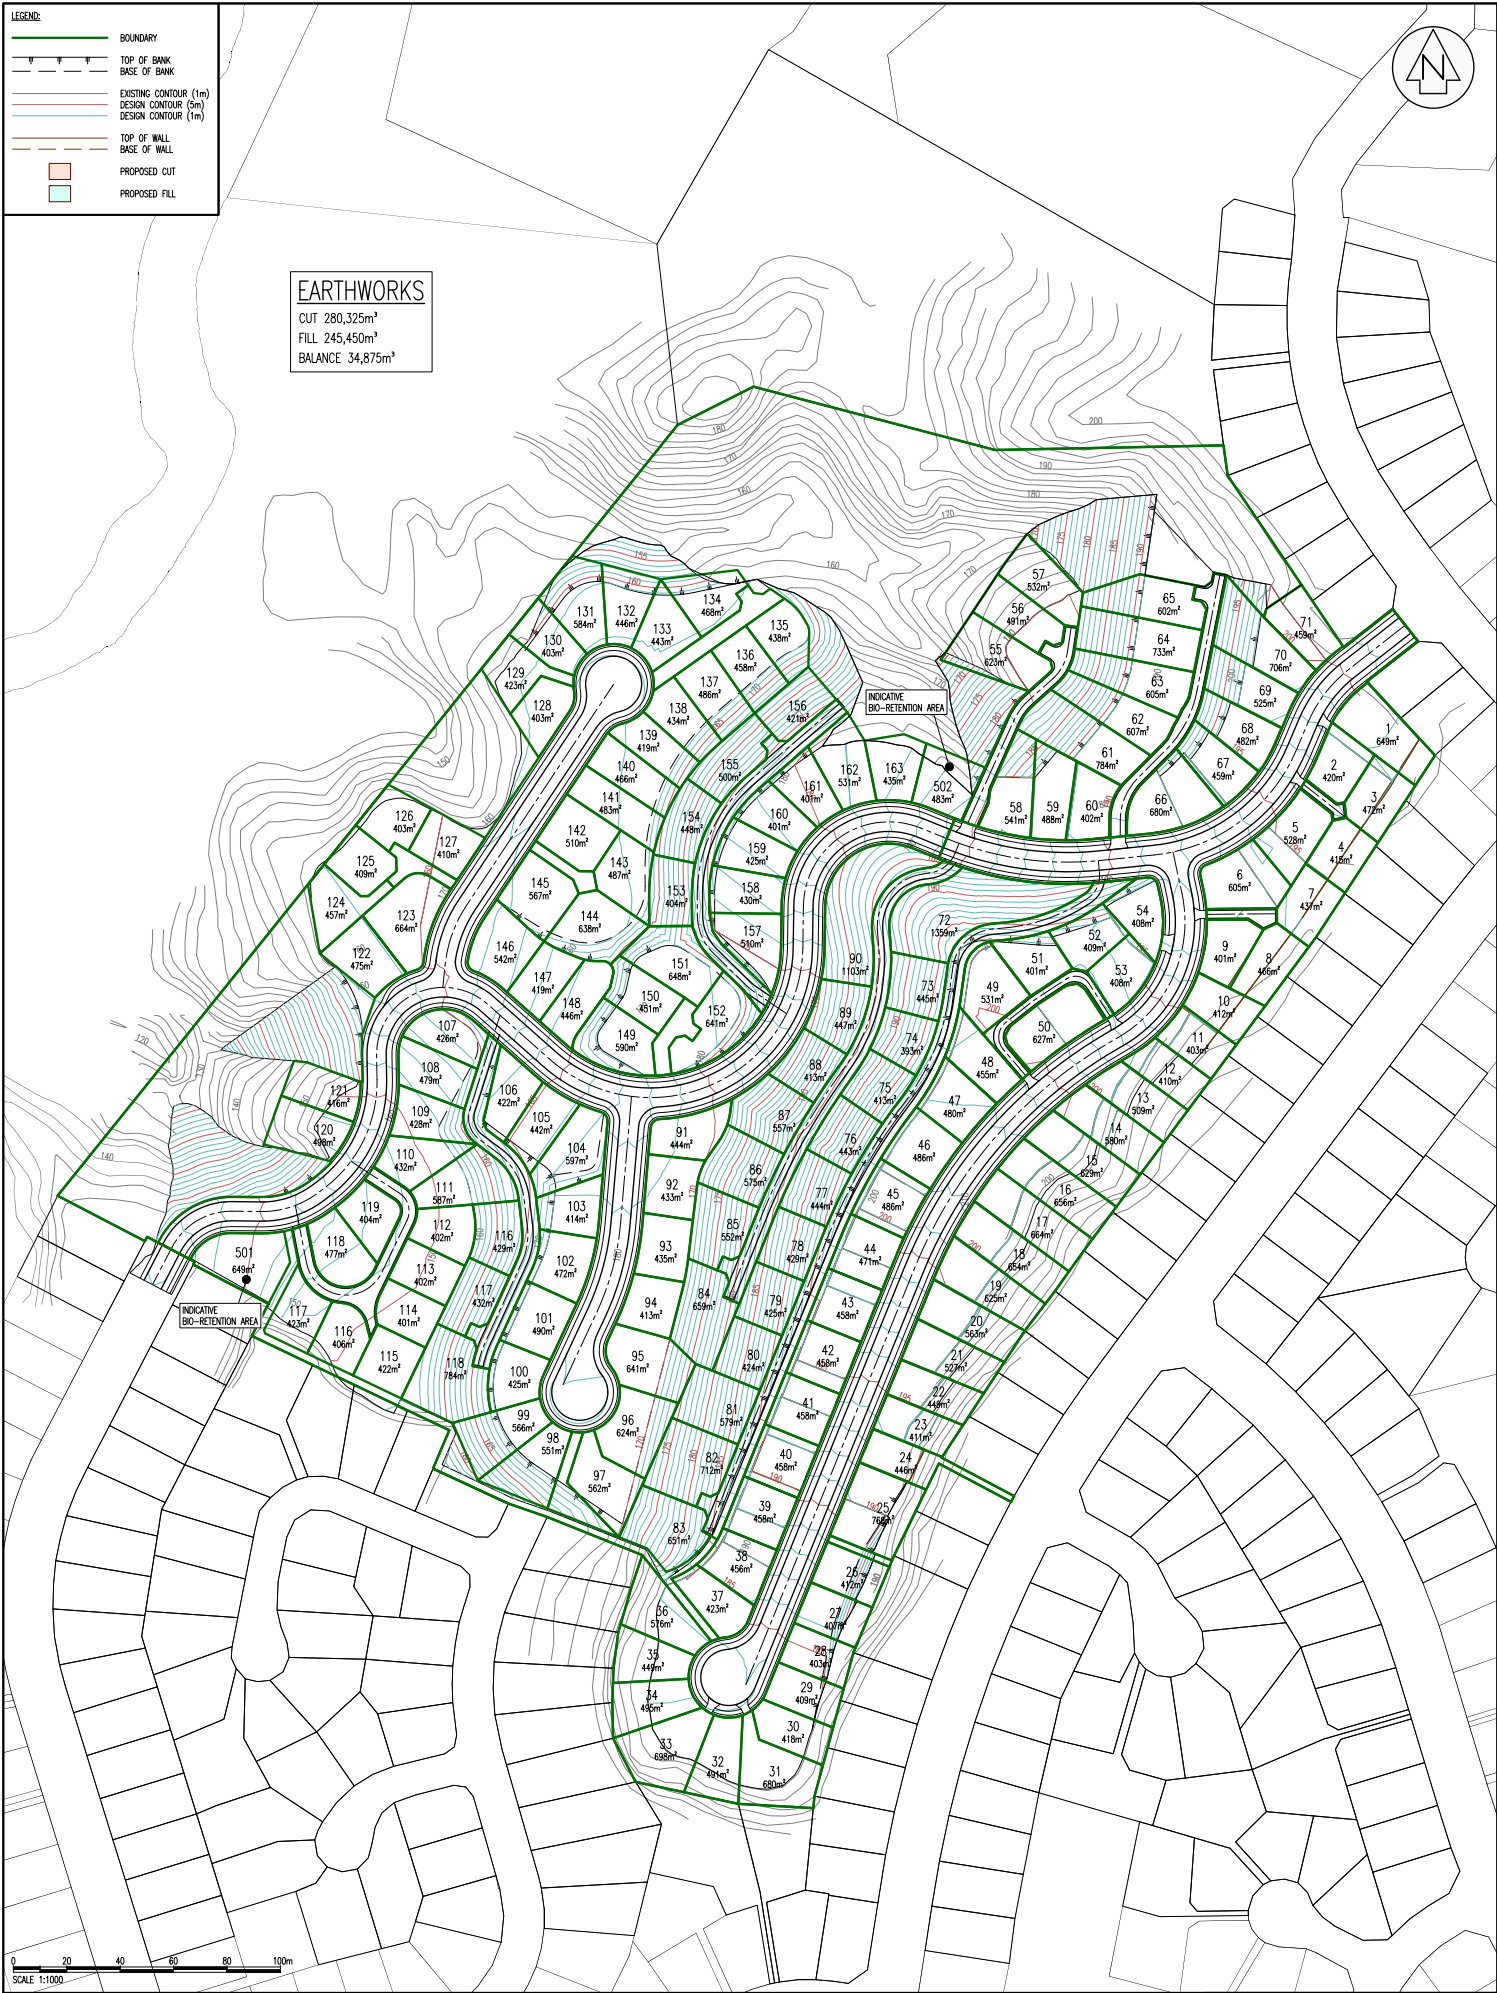 LEGEND:
BOUNDARY
TOP OF BANK
BASE OF BANK
EXISTING CONTOUR (1m)
DESIGN CONTOUR (5m)
DESIGN CONTOUR (1m)
TOP OF WALL
BASE OF WALL
PROPOSED CUT
PROPOSED FILL
N
EARTHWORKS
CUT 280,325m³
FILL 245,450m³
BALANCE 34,875m³
INDICATIVE
BIO-RETENTION AREA
INDICATIVE
BIO-RETENTION AREA
1
649m²
2
420m²
3
472m²
4
415m²
5
528m²
6
605m²
7
437m²
8
466m²
9
401m²
10
412m²
11
403m²
12
410m²
13
509m²
14
580m²
15
629m²
16
656m²
17
664m²
18
654m²
19
625m²
20
563m²
21
527m²
22
449m²
23
411m²
24
446m²
25
26
412m²
27
407m²
28
403m²
29
409m²
30
418m²
31
680m²
32
491m²
33
698m²
34
495m²
35
449m²
36
576m²
37
423m²
38
456m²
39
458m²
40
458m²
41
458m²
42
458m²
43
458m²
44
471m²
45
486m²
46
486m²
47
480m²
48
455m²
49
531m²
50
627m²
51
401m²
52
409m²
53
408m²
54
408m²
55
623m²
56
491m²
57
532m²
58
541m²
59
488m²
60
402m²
61
784m²
62
607m²
63
605m²
64
733m²
65
602m²
66
680m²
67
459m²
68
482m²
69
525m²
70
706m²
71
459m²
72
1359m²
73
445m²
74
393m²
75
413m²
76
443m²
77
444m²
78
429m²
79
425m²
80
424m²
81
579m²
82
712m²
83
651m²
84
659m²
85
552m²
86
575m²
87
557m²
88
413m²
89
447m²
90
1103m²
91
444m²
92
433m²
93
435m²
94
413m²
95
641m²
96
624m²
97
562m²
98
551m²
99
566m²
100
425m²
101
490m²
102
472m²
103
414m²
104
597m²
105
442m²
106
422m²
107
426m²
108
479m²
109
428m²
110
432m²
111
587m²
112
402m²
113
402m²
114
401m²
115
422m²
116
406m²
117
423m²
118
477m²
119
404m²
116
429m²
117
432m²
118
784m²
120
498m²
121
416m²
122
475m²
123
664m²
124
457m²
125
409m²
126
403m²
127
410m²
128
403m²
129
423m²
130
403m²
131
584m²
132
446m²
133
443m²
134
468m²
135
438m²
136
458m²
137
486m²
138
434m²
139
419m²
140
466m²
141
483m²
142
510m²
143
487m²
144
638m²
145
567m²
146
542m²
147
419m²
148
446m²
149
590m²
150
451m²
151
648m²
152
641m²
153
404m²
154
448m²
155
500m²
156
421m²
157
510m²
158
430m²
159
425m²
160
401m²
161
401m²
162
531m²
163
435m²
501
649m²
502
483m²
0 20 40 60 80 100m
SCALE 1:1000